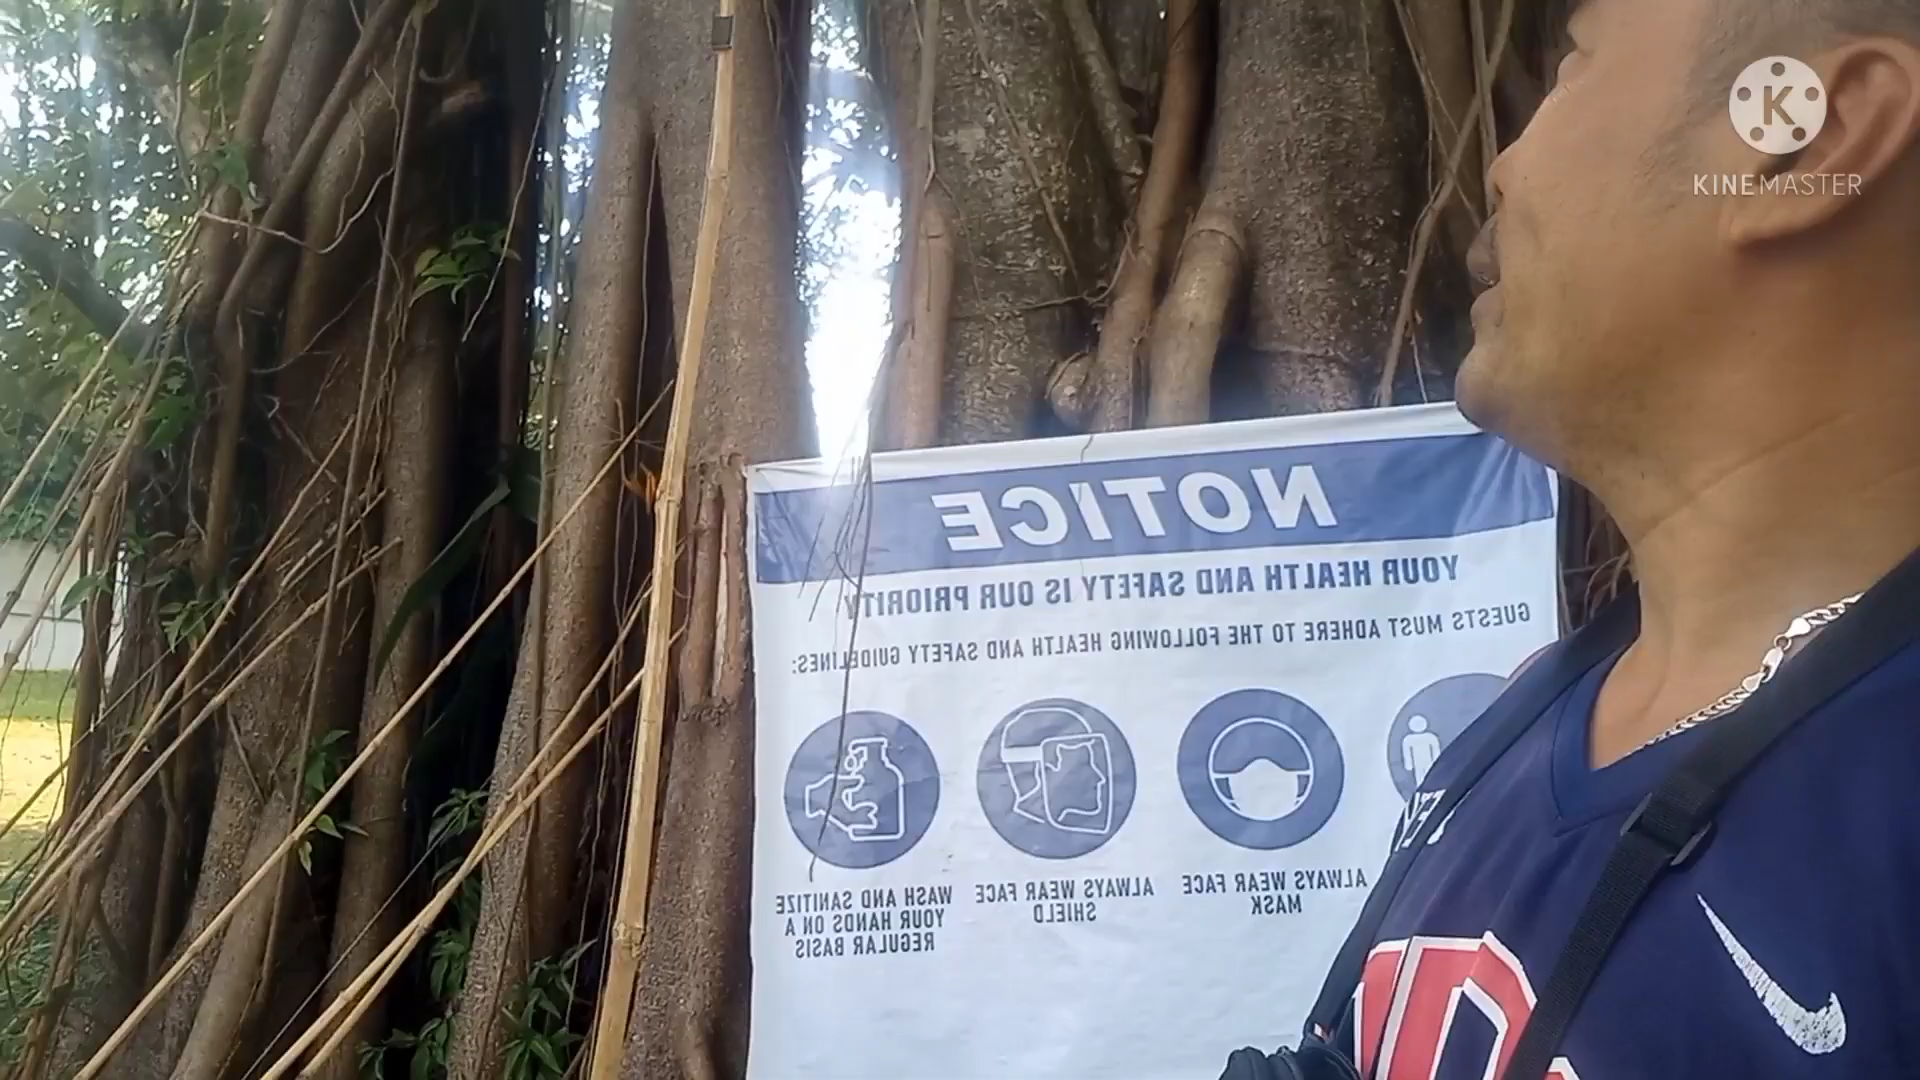 KINEMASTER
NOTICE
YOUR HEALTH AND SAFETY IS OUR PRIORITY
GUESTS MUST ADHERE TO THE FOLLOWING HEALTH AND SAFETY GUIDELINES:
ALWAYS WEAR FACE
MASK
ALWAYS WEAR FACE
SHIELD
WASH AND SANITIZE
YOUR HANDS ON A
REGULAR BASIS